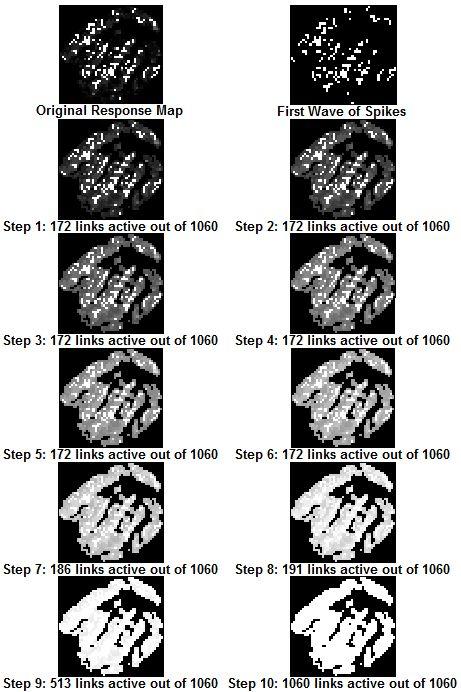 Original Response Map
First Wave of Spikes
Step 1: 172 links active out of 1060
Step 2: 172 links active out of 1060
Step 3: 172 links active out of 1060
Step 4: 172 links active out of 1060
Step 5: 172 links active out of 1060
Step 6: 172 links active out of 1060
Step 7: 186 links active out of 1060
Step 8: 191 links active out of 1060
Step 9: 513 links active out of 1060
Step 10: 1060 links active out of 1060